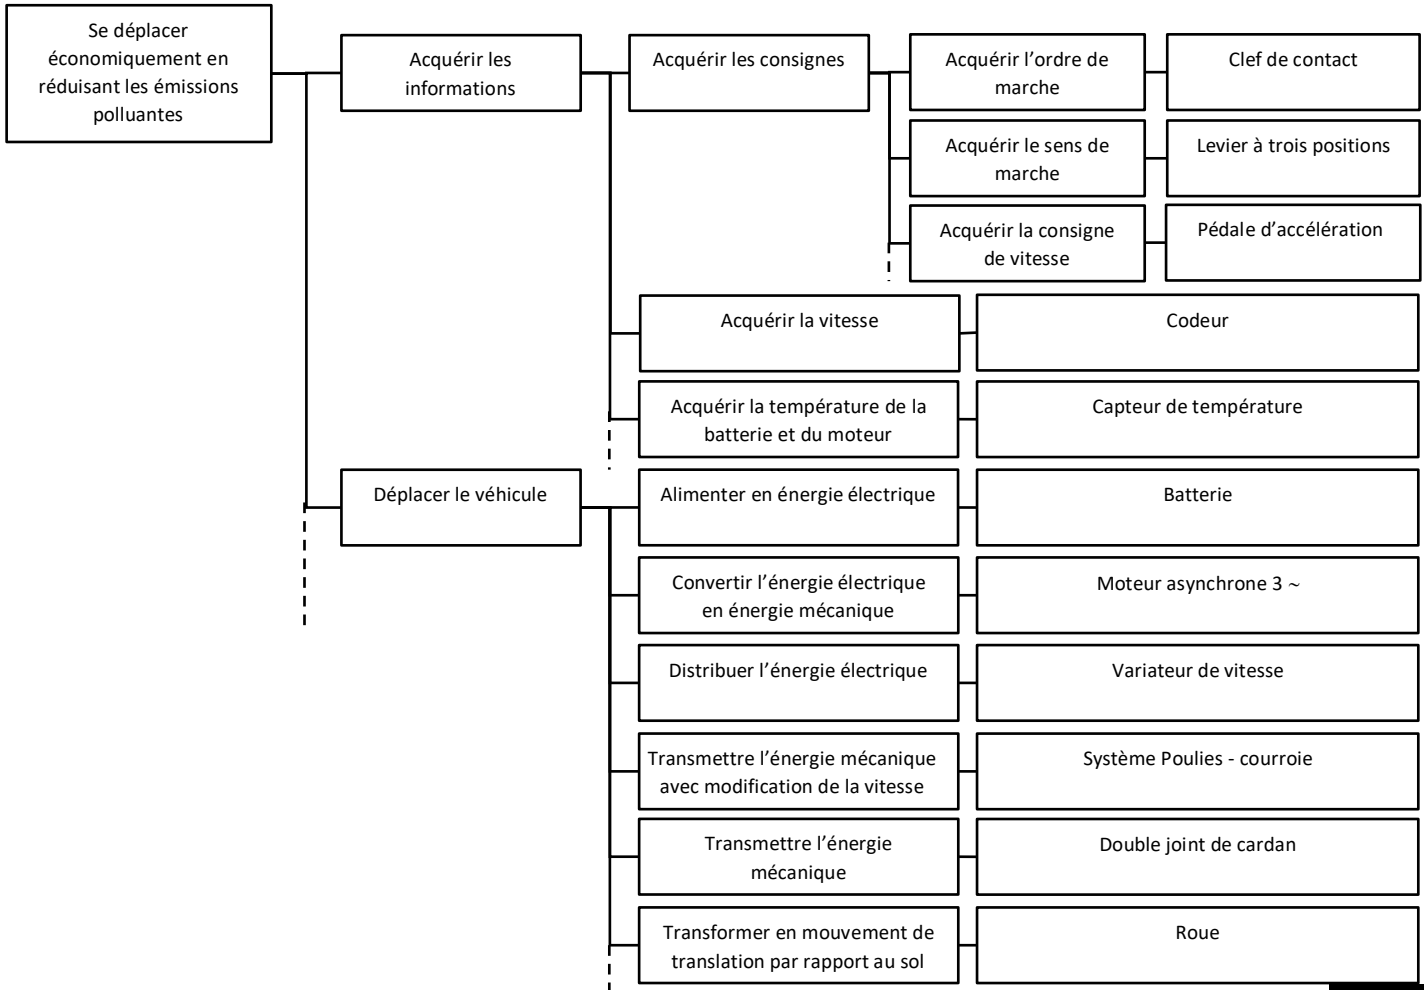 Se déplacer
économiquement en
réduisant les émissions
polluantes
Acquérir les
informations
Acquérir les consignes
Acquérir l’ordre de
marche
Clef de contact
Acquérir le sens de
marche
Levier à trois positions
Acquérir la consigne
de vitesse
Pédale d’accélération
Acquérir la vitesse
Codeur
Acquérir la température de la
batterie et du moteur
Capteur de température
Déplacer le véhicule
Alimenter en énergie électrique
Batterie
Convertir l’énergie électrique
en énergie mécanique
Moteur asynchrone 3 ~
Distribuer l’énergie électrique
Variateur de vitesse
Transmettre l’énergie mécanique
avec modification de la vitesse
Système Poulies - courroie
Transmettre l’énergie
mécanique
Double joint de cardan
Transformer en mouvement de
translation par rapport au sol
Roue